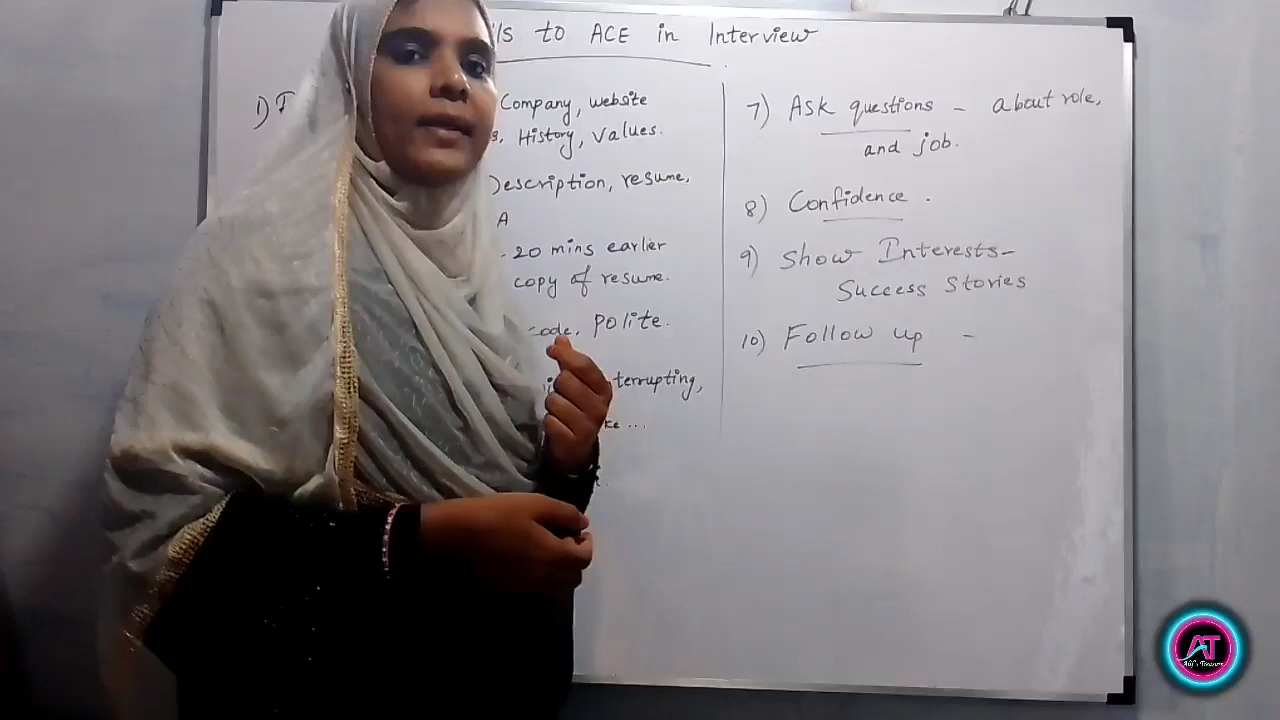 to ACE in Interview
1) F
Company, website
History, values.
Description, resume,
A
20 mins earlier
copy of resume.
code, Polite.
terrupting,
ke ...
7) Ask questions - about role,
and job.
8) Confidence.
9) Show Interests-
Success Stories
10) Follow up -
AT